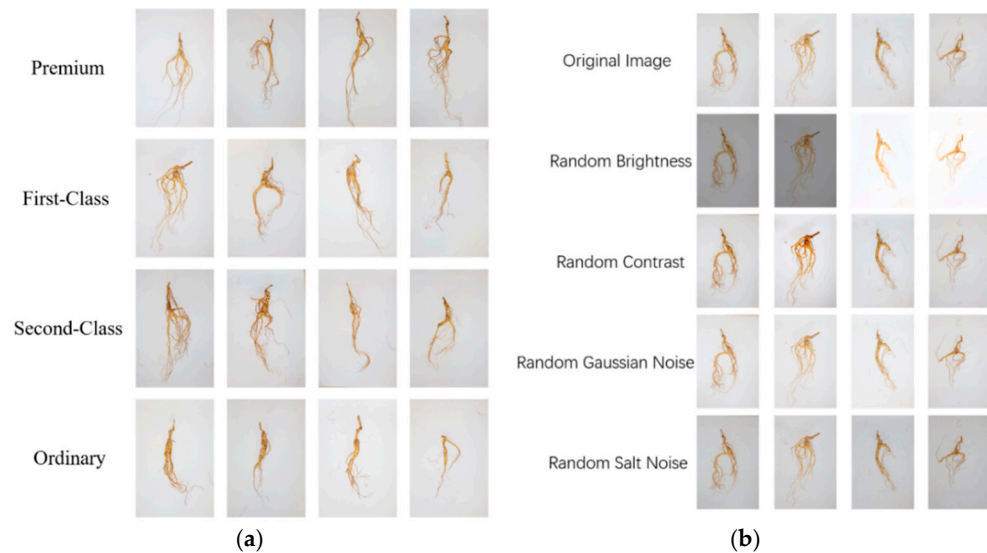 Premium
First-Class
Second-Class
Ordinary
(a)
Original Image
Random Brightness
Random Contrast
Random Gaussian Noise
Random Salt Noise
(b)